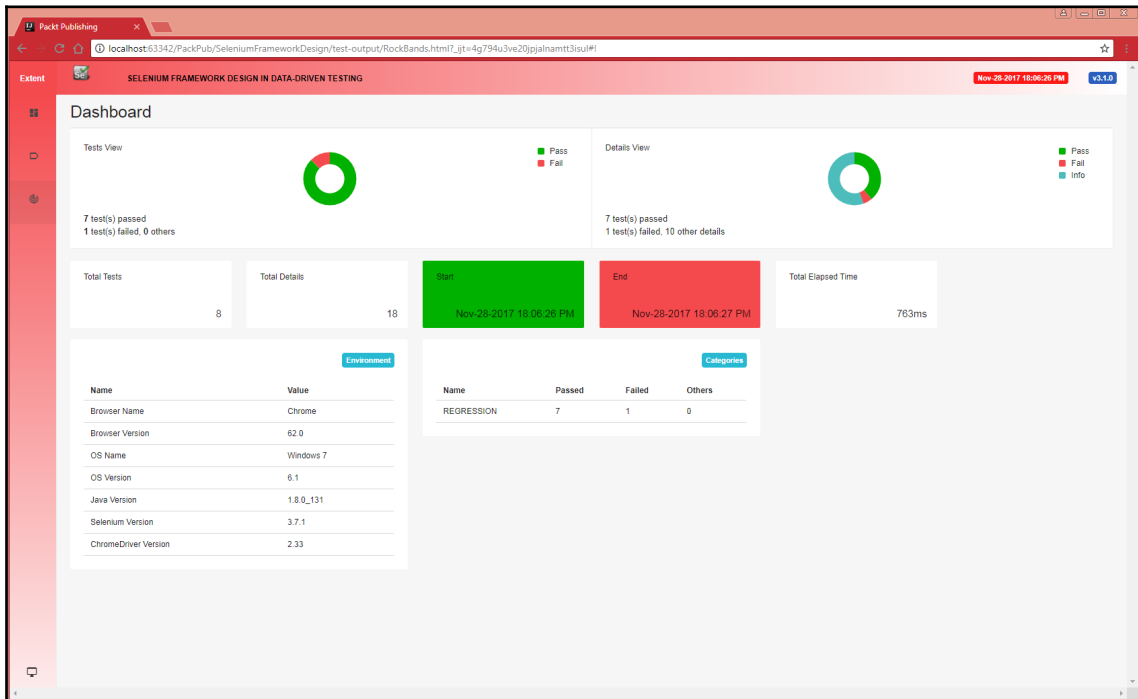 Packt Publishing
localhost:63342/PackPub/SeleniumFrameworkDesign/test-output/RockBands.html?_ijt=4g794u3ve20jpjalnamtt3isul#!
Extent
Se
SELENIUM FRAMEWORK DESIGN IN DATA-DRIVEN TESTING
Nov-28-2017 18:06:26 PM
v3.1.0
Dashboard
Tests View
Pass
Fail
7 test(s) passed
1 test(s) failed, 0 others
Details View
Pass
Fail
Info
7 test(s) passed
1 test(s) failed, 10 other details
Total Tests
8
Total Details
18
Start
Nov-28-2017 18:06:26 PM
End
Nov-28-2017 18:06:27 PM
Total Elapsed Time
763ms
Environment
Name Value
Browser Name Chrome
Browser Version 62.0
OS Name Windows 7
OS Version 6.1
Java Version 1.8.0_131
Selenium Version 3.7.1
ChromeDriver Version 2.33
Categories
Name Passed Failed Others
REGRESSION 7 1 0